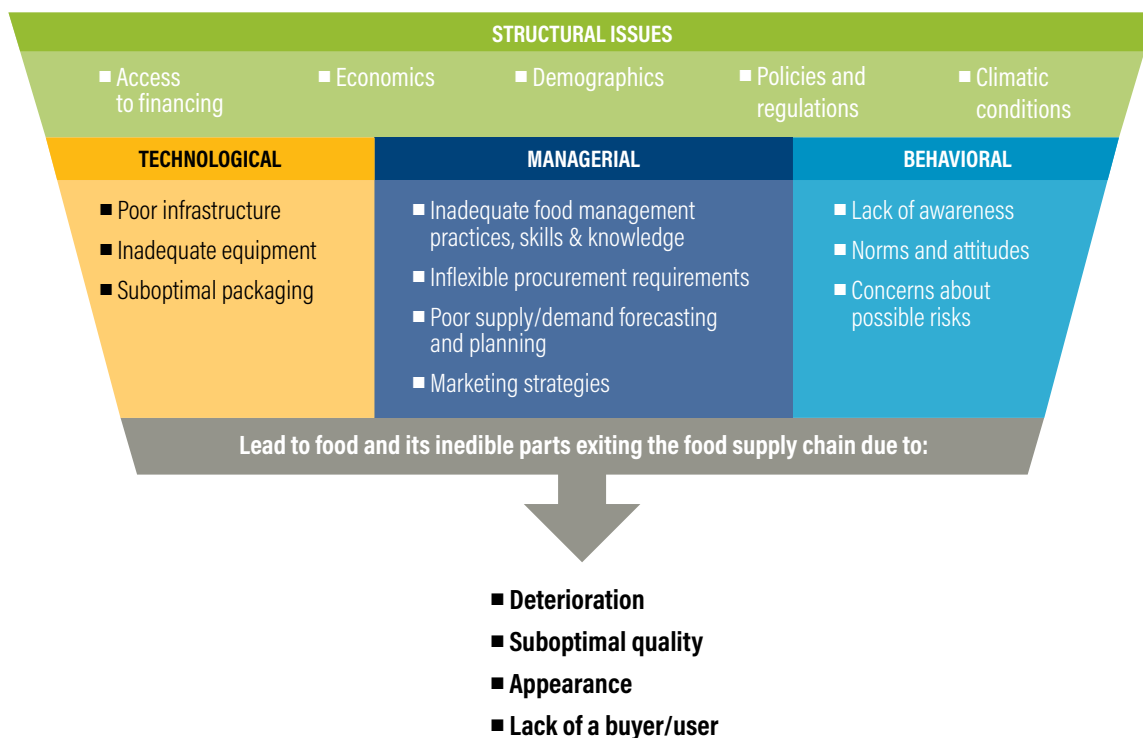 STRUCTURAL ISSUES
■ Access
to financing
■ Economics
■ Demographics
■ Policies and
regulations
■ Climatic
conditions
TECHNOLOGICAL
■ Poor infrastructure
■ Inadequate equipment
■ Suboptimal packaging
MANAGERIAL
■ Inadequate food management
practices, skills & knowledge
■ Inflexible procurement requirements
■ Poor supply/demand forecasting
and planning
■ Marketing strategies
BEHAVIORAL
■ Lack of awareness
■ Norms and attitudes
■ Concerns about
possible risks
Lead to food and its inedible parts exiting the food supply chain due to:
■ Deterioration
■ Suboptimal quality
■ Appearance
■ Lack of a buyer/user